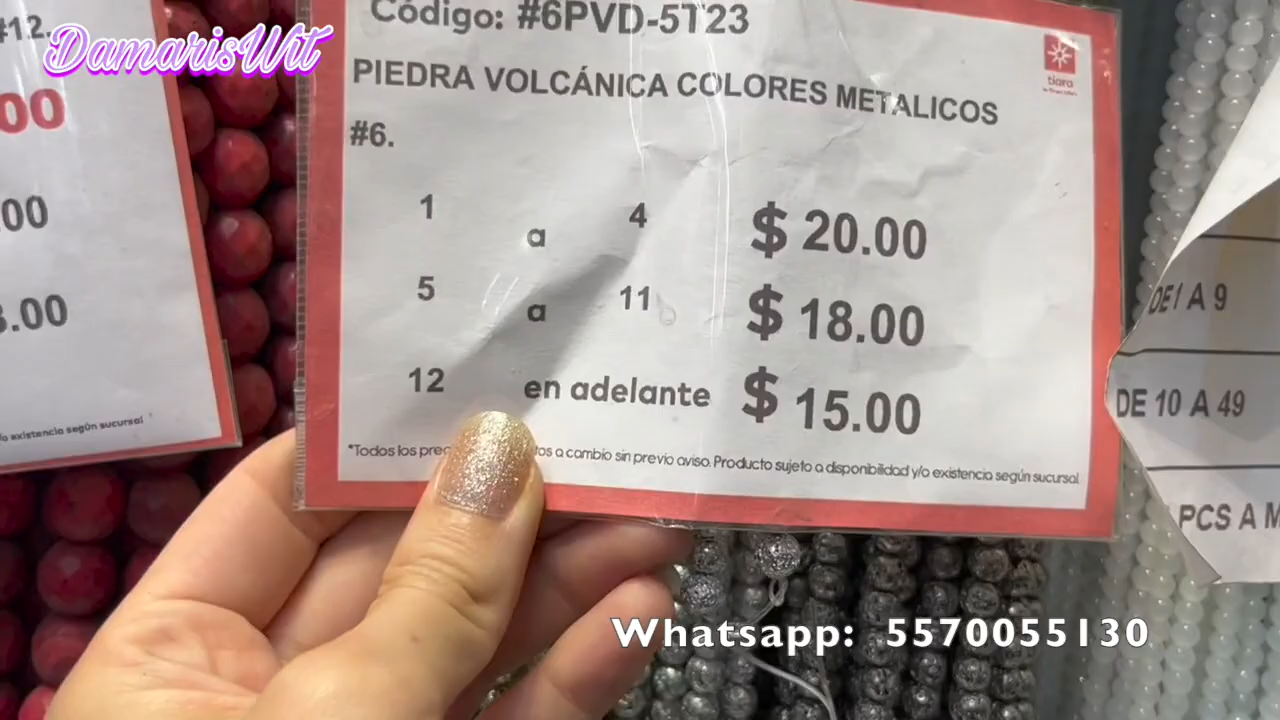 DamarisWit
#12.
00
00
3.00
/o existencia según sucursal
Código: #6PVD-5T23
tiara
PIEDRA VOLCÁNICA COLORES METALICOS
#6.
1 a 4 $ 20.00
5 a 11 $ 18.00
12 en adelante $ 15.00
*Todos los pre tos a cambio sin previo aviso. Producto sujeto a disponibilidad y/o existencia según sucursal
DE 1 A 9
DE 10 A 49
PCS A M
Whatsapp: 5570055130